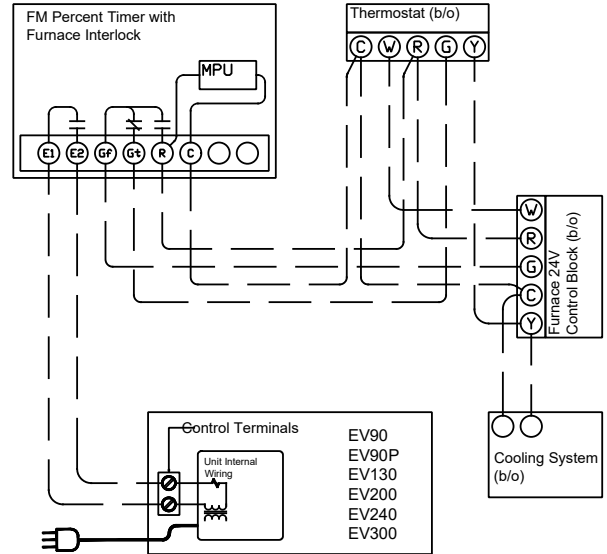 FM Percent Timer with
Furnace Interlock
MPU
E1 E2 Gf Gt R C
Thermostat (b/o)
C W R G Y
W
R
G
C
Y
Furnace 24V
Control Block (b/o)
Cooling System
(b/o)
Control Terminals
Unit Internal
Wiring
EV90
EV90P
EV130
EV200
EV240
EV300